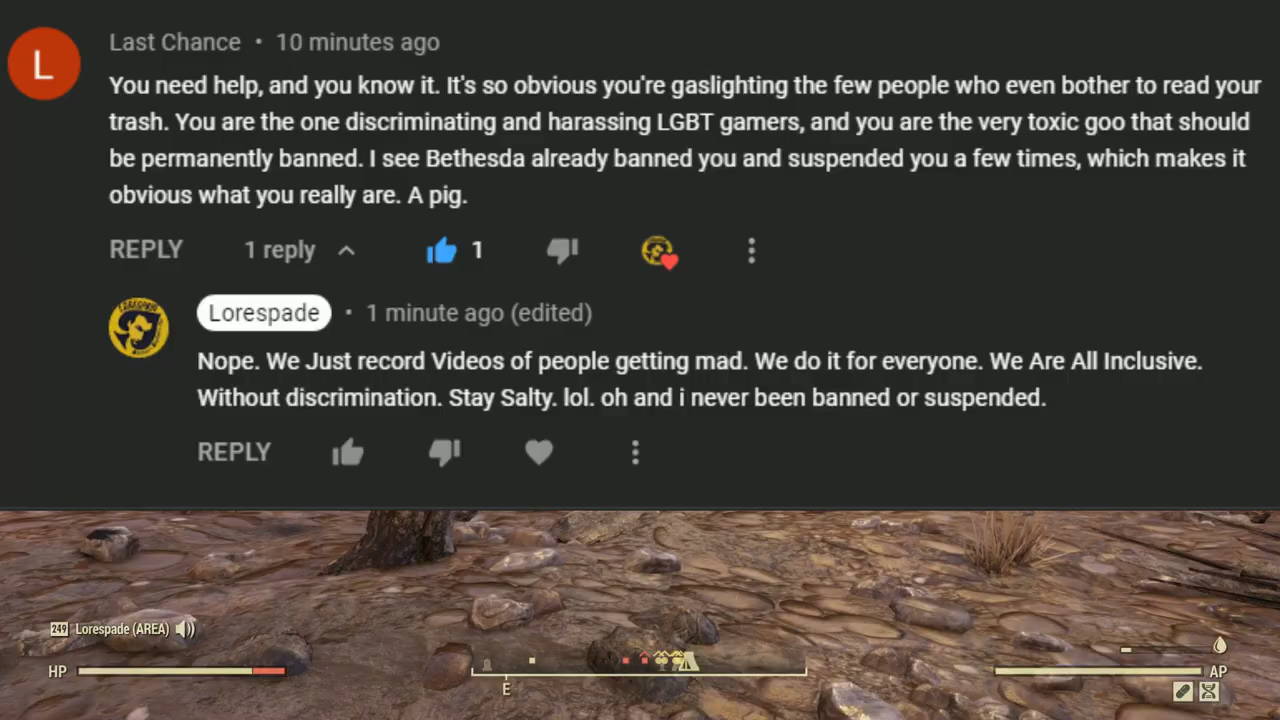 L
Last Chance • 10 minutes ago
You need help, and you know it. It's so obvious you're gaslighting the few people who even bother to read your
trash. You are the one discriminating and harassing LGBT gamers, and you are the very toxic goo that should
be permanently banned. I see Bethesda already banned you and suspended you a few times, which makes it
obvious what you really are. A pig.
REPLY 1 reply 1
Lorespade • 1 minute ago (edited)
Nope. We Just record Videos of people getting mad. We do it for everyone. We Are All Inclusive.
Without discrimination. Stay Salty. lol. oh and i never been banned or suspended.
REPLY
249 Lorespade (AREA)
HP
E
AP